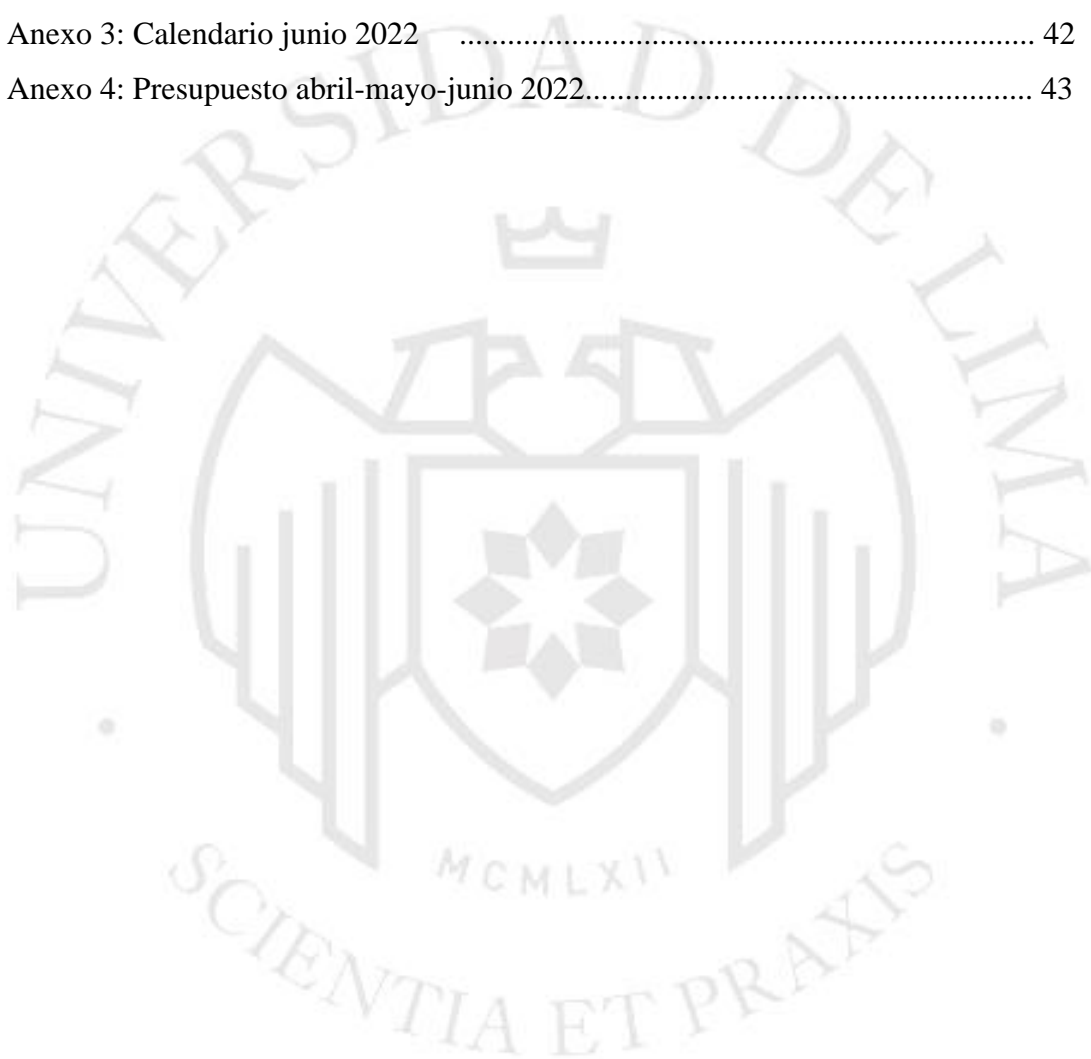 Anexo 3: Calendario junio 2022 ............................................................. 42
Anexo 4: Presupuesto abril-mayo-junio 2022............................................... 43
UNIVERSIDAD DE LIMA
MCMLXII
SCIENTIA ET PRAXIS